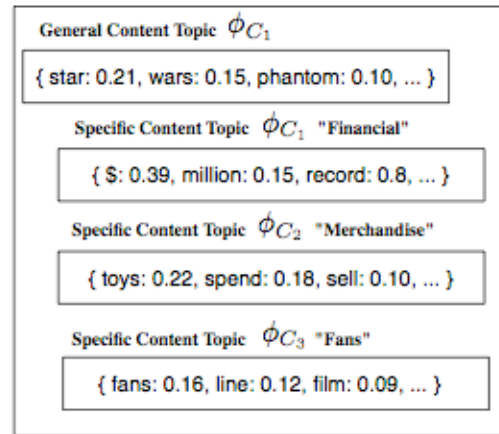 General Content Topic ϕC1
{ star: 0.21, wars: 0.15, phantom: 0.10, ... }
Specific Content Topic ϕC1 "Financial"
{ $: 0.39, million: 0.15, record: 0.8, ... }
Specific Content Topic ϕC2 "Merchandise"
{ toys: 0.22, spend: 0.18, sell: 0.10, ... }
Specific Content Topic ϕC3 "Fans"
{ fans: 0.16, line: 0.12, film: 0.09, ... }